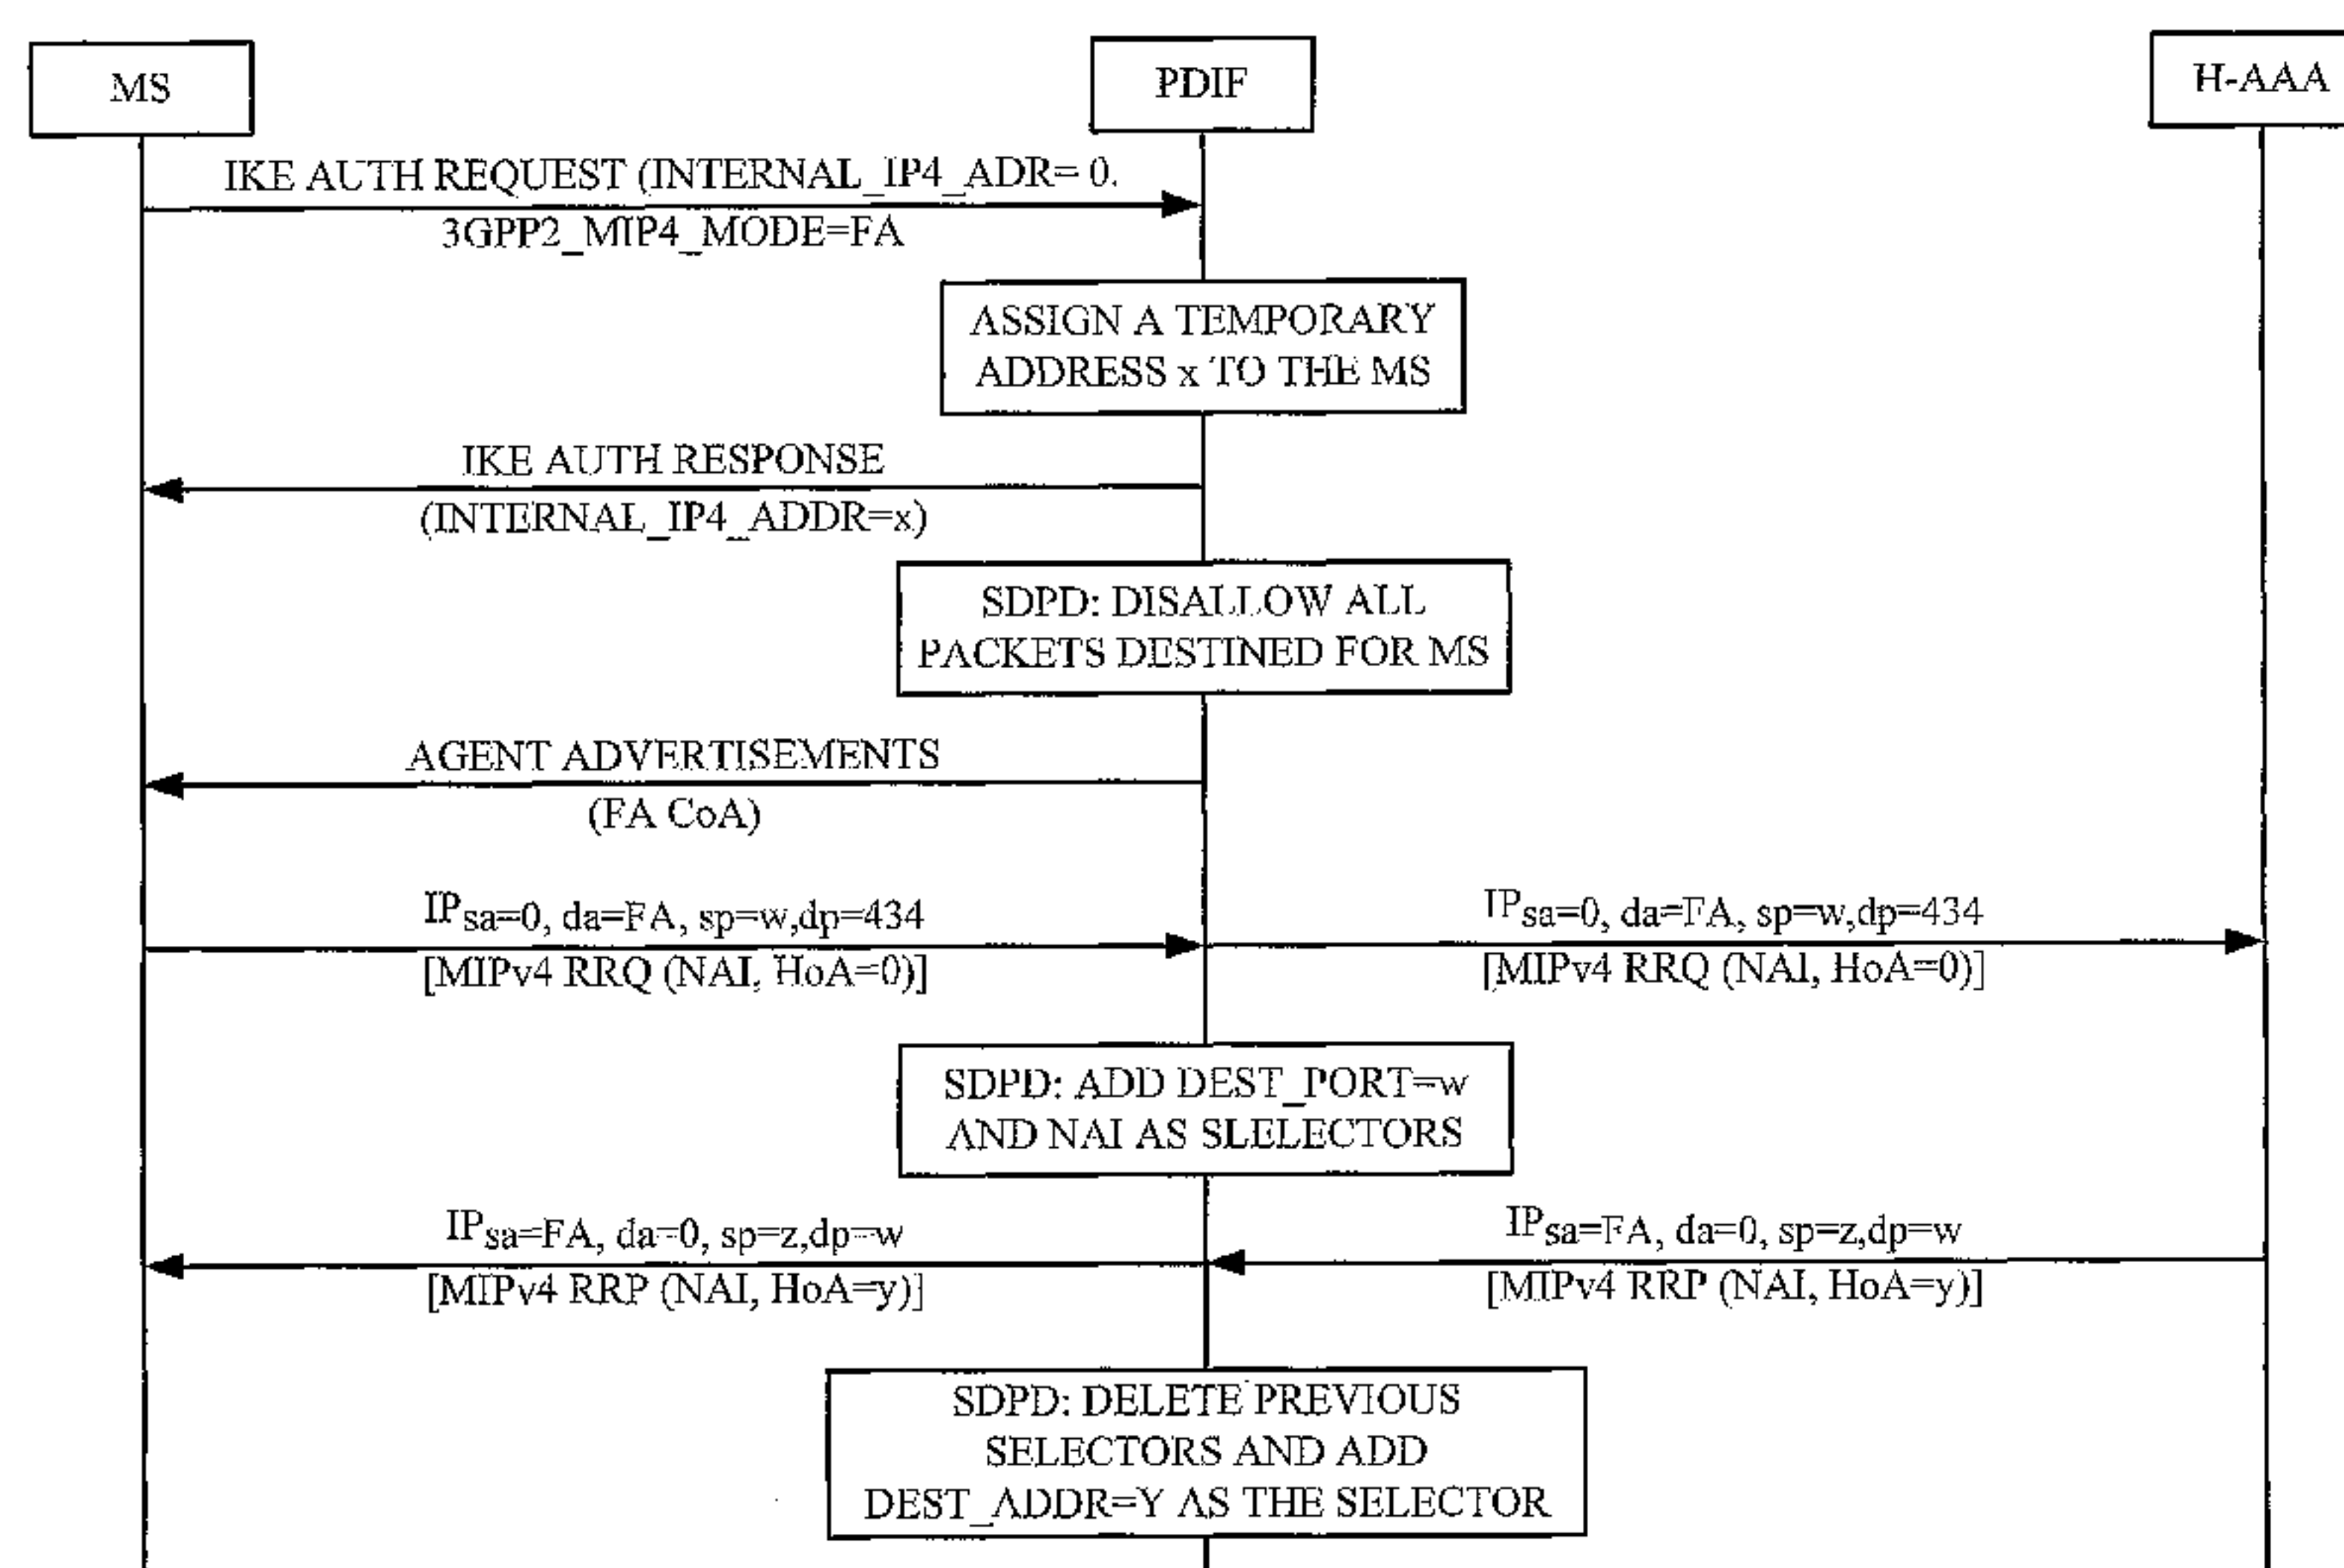 MS
PDIF
H-AAA
IKE AUTH REQUEST (INTERNAL_IP4_ADR= 0.
3GPP2_MIP4_MODE=FA
ASSIGN A TEMPORARY
ADDRESS x TO THE MS
IKE AUTH RESPONSE
(INTERNAL_IP4_ADDR=x)
SDPD: DISALLOW ALL
PACKETS DESTINED FOR MS
AGENT ADVERTISEMENTS
(FA CoA)
IPsa=0, da=FA, sp=w,dp=434
[MIPv4 RRQ (NAI, HoA=0)]
IPsa=0, da=FA, sp=w,dp=434
[MIPv4 RRQ (NAI, HoA=0)]
SDPD: ADD DEST_PORT=w
AND NAI AS SLELECTORS
IPsa=FA, da=0, sp=z,dp=w
[MIPv4 RRP (NAI, HoA=y)]
IPsa=FA, da=0, sp=z,dp=w
[MIPv4 RRP (NAI, HoA=y)]
SDPD: DELETE PREVIOUS
SELECTORS AND ADD
DEST_ADDR=Y AS THE SELECTOR